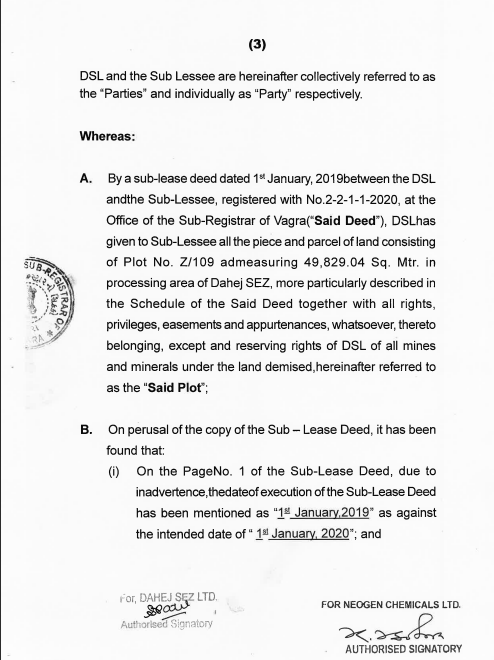 (3)
DSL and the Sub Lessee are hereinafter collectively referred to as
the “Parties” and individually as “Party” respectively.
Whereas:
A. By a sub-lease deed dated 1st January, 2019between the DSL
andthe Sub-Lessee, registered with No.2-2-1-1-2020, at the
Office of the Sub-Registrar of Vagra(“Said Deed”), DSLhas
given to Sub-Lessee all the piece and parcel of land consisting
of Plot No. Z/109 admeasuring 49,829.04 Sq. Mtr. in
processing area of Dahej SEZ, more particularly described in
the Schedule of the Said Deed together with all rights,
privileges, easements and appurtenances, whatsoever, thereto
belonging, except and reserving rights of DSL of all mines
and minerals under the land demised,hereinafter referred to
as the “Said Plot”;
SUB-REGISTRAR OF
B. On perusal of the copy of the Sub – Lease Deed, it has been
found that:
(i) On the PageNo. 1 of the Sub-Lease Deed, due to
inadvertence,thedateof execution of the Sub-Lease Deed
has been mentioned as “1st January,2019” as against
the intended date of “ 1st January, 2020”; and
For, DAHEJ SEZ LTD.
Authorised Signatory
FOR NEOGEN CHEMICALS LTD.
AUTHORISED SIGNATORY